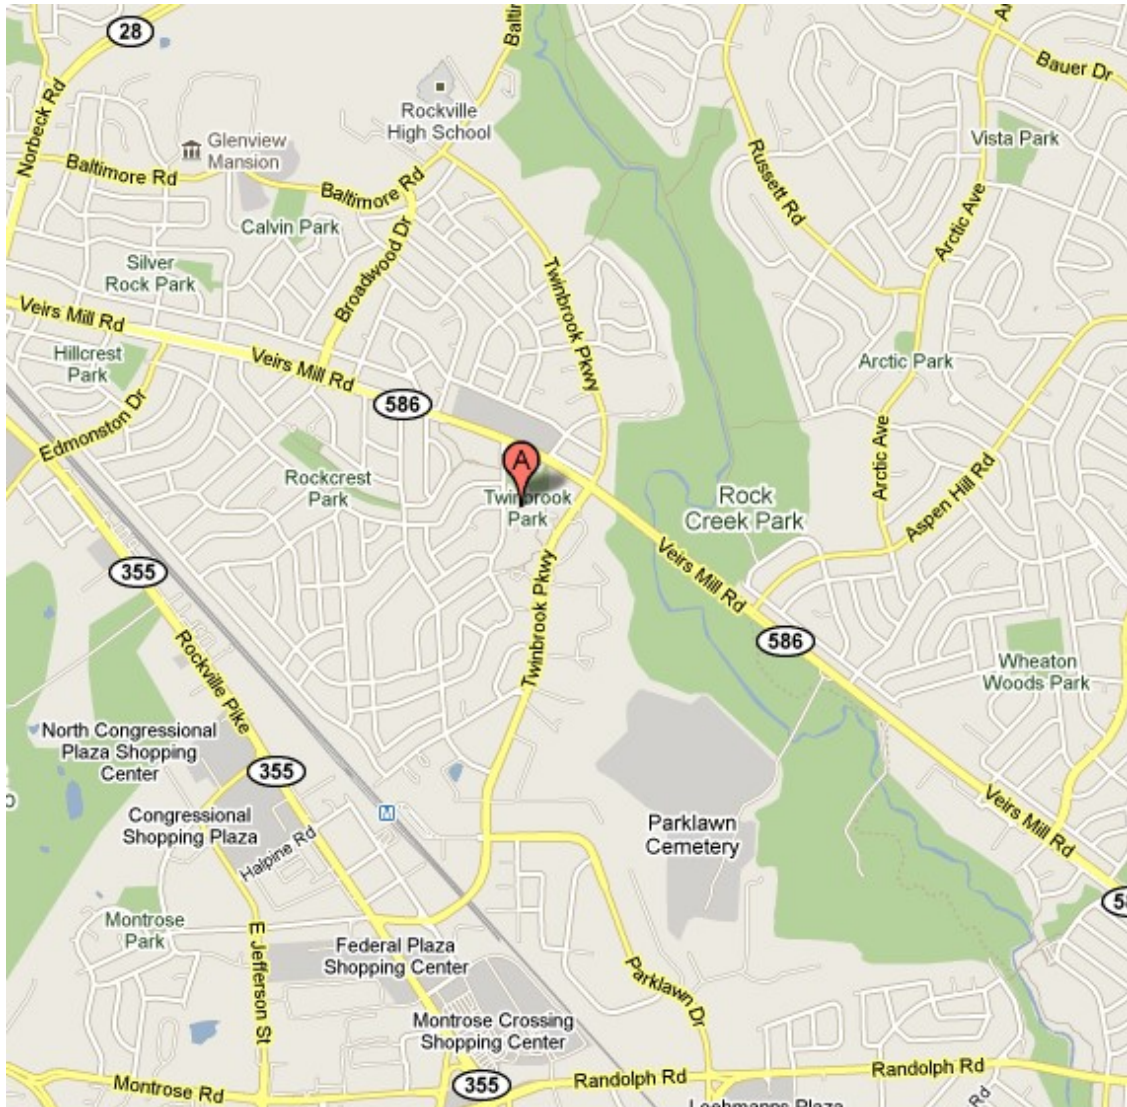 28
Baltim
A
Bauer Dr
Norbeck Rd
Rockville
High School
Glenview
Mansion
Vista Park
Russett Rd
Baltimore Rd
Baltimore Rd
Calvin Park
Arctic Ave
Broadwood Dr
Silver
Rock Park
Twinbrook Pkwy
Veirs Mill Rd
Hillcrest
Park
Veirs Mill Rd
Arctic Park
586
Edmonston Dr
Arctic Ave
A
Rockcrest
Park
Twinbrook
Park
Rock
Creek Park
Aspen Hill Rd
355
Veirs Mill Rd
Twinbrook Pkwy
586
Rockville Pike
Wheaton
Woods Park
North Congressional
Plaza Shopping
Center
355
M
Veirs Mill Rd
Congressional
Shopping Plaza
Halpine Rd
Parklawn
Cemetery
58
Montrose
Park
E Jefferson St
Federal Plaza
Shopping Center
Parklawn Dr
Montrose Crossing
Shopping Center
Montrose Rd
355
Randolph Rd
Randolph Rd
Rd